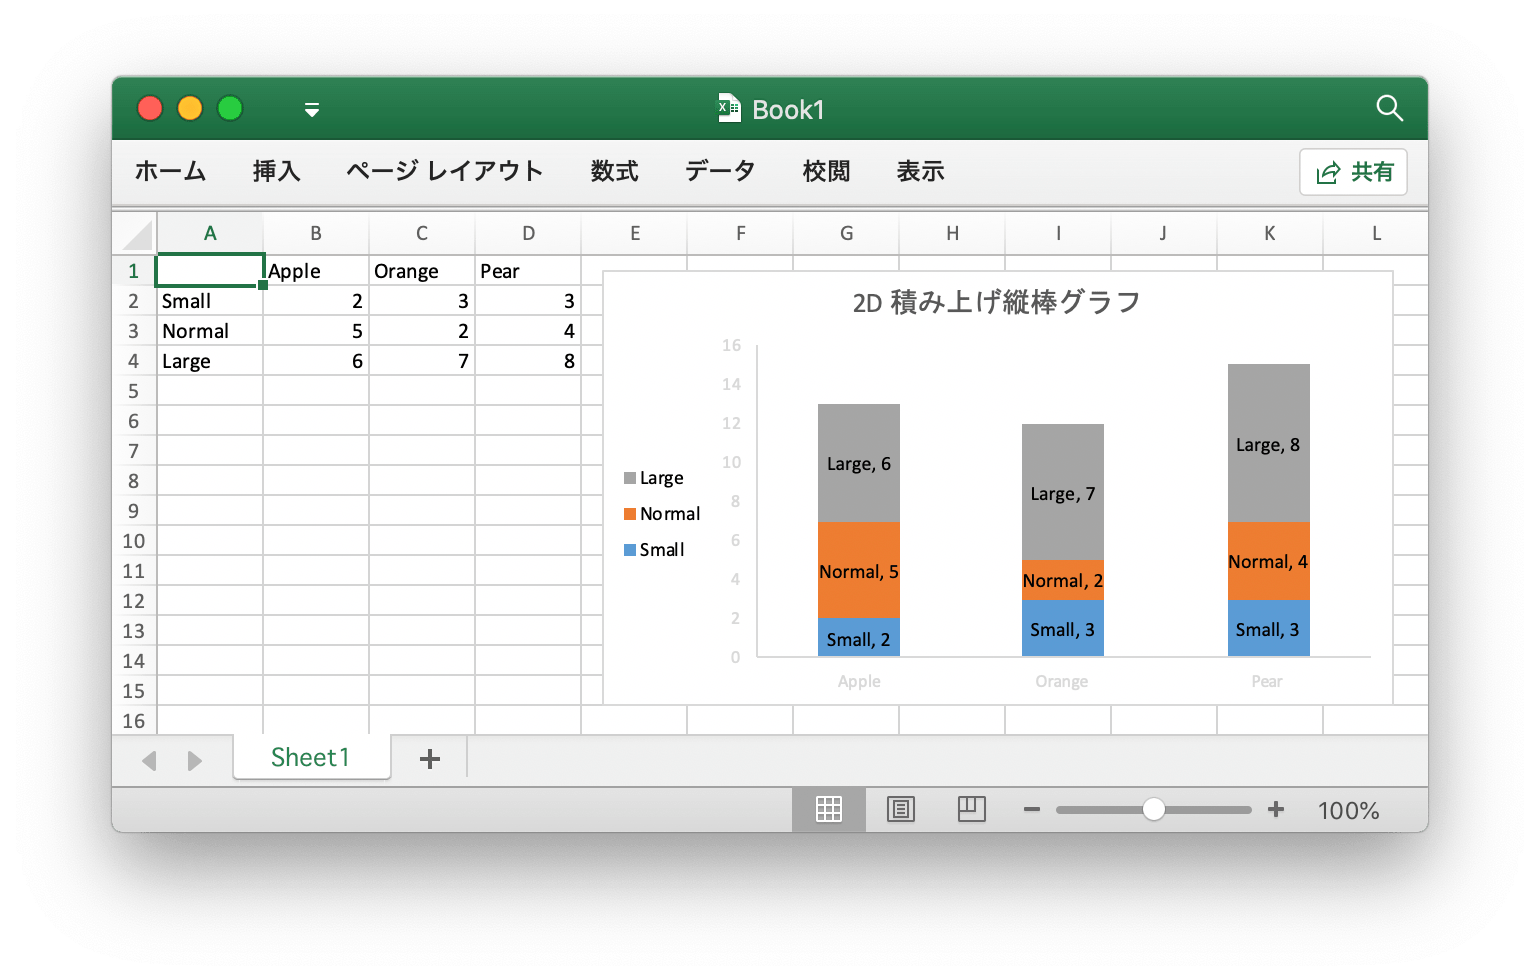 Book1
ホーム 挿入 ページ レイアウト 数式 データ 校閲 表示 共有
A B C D E F G H I J K L
1 Apple Orange Pear
2 Small 2 3 3
3 Normal 5 2 4
4 Large 6 7 8
5
6
7
8
9
10
11
12
13
14
15
16
2D 積み上げ縦棒グラフ
16
14
12
10
8
6
4
2
0
Large
Normal
Small
Large, 6
Normal, 5
Small, 2
Large, 7
Normal, 2
Small, 3
Large, 8
Normal, 4
Small, 3
Apple Orange Pear
Sheet1
100%